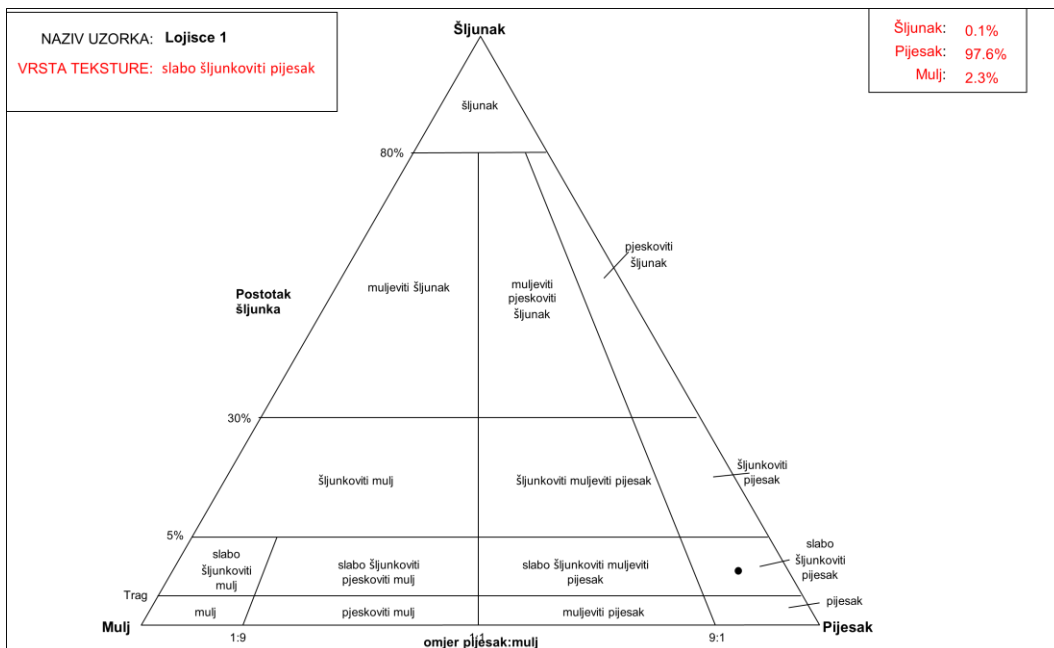 NAZIV UZORKA: Lojisce 1
VRSTA TEKSTURE: slabo šljunkoviti pijesak
Šljunak: 0.1%
Pijesak: 97.6%
Mulj: 2.3%
Šljunak
šljunak
80%
pjeskoviti
šljunak
muljeviti šljunak
muljeviti
pjeskoviti
šljunak
Postotak
šljunka
30%
šljunkoviti mulj
šljunkoviti muljeviti pijesak
šljunkoviti
pijesak
5%
slabo
šljunkoviti
mulj
slabo šljunkoviti
pjeskoviti mulj
slabo šljunkoviti muljeviti
pijesak
slabo
šljunkoviti
pijesak
Trag
mulj
pjeskoviti mulj
muljeviti pijesak
pijesak
Mulj
Pijesak
1:9
1:1
9:1
omjer pijesak:mulj